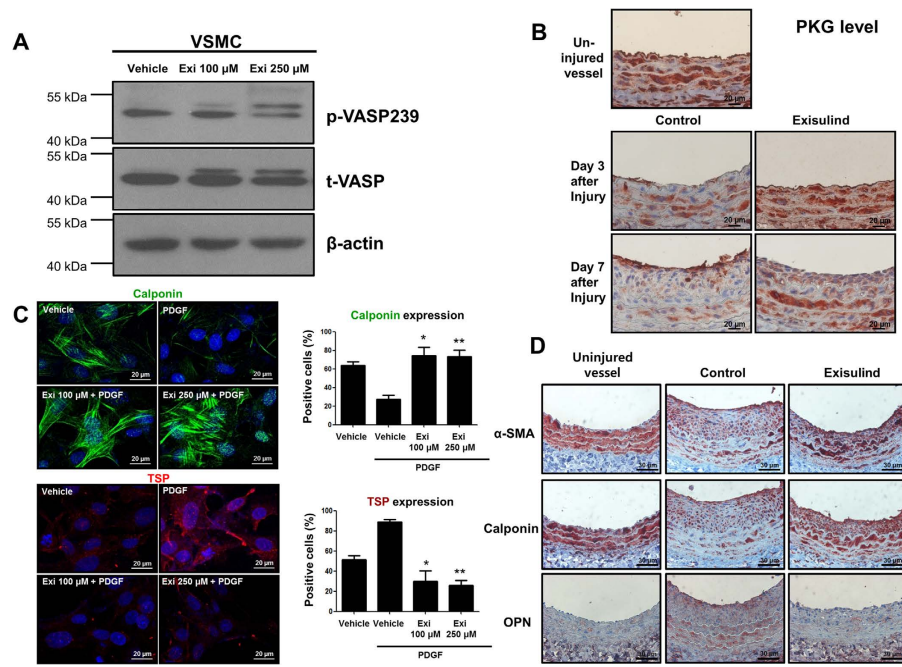 A
VSMC
Vehicle Exi 100 µM Exi 250 µM
55 kDa
40 kDa
p-VASP239
55 kDa
40 kDa
t-VASP
55 kDa
40 kDa
β-actin
B
PKG level
Un-
injured
vessel
20 µm
Control Exisulind
Day 3
after
Injury
20 µm
20 µm
Day 7
after
Injury
20 µm
20 µm
C
Calponin
Vehicle
20 µm
PDGF
20 µm
Exi 100 µM + PDGF
20 µm
Exi 250 µM + PDGF
20 µm
TSP
Vehicle
20 µm
PDGF
20 µm
Exi 100 µM + PDGF
20 µm
Exi 250 µM + PDGF
20 µm
Calponin expression
Positive cells (%)
100
80
60
40
20
0
* **
Vehicle Vehicle Exi Exi
100 µM 250 µM
PDGF
TSP expression
Positive cells (%)
100
80
60
40
20
0
* **
Vehicle Vehicle Exi Exi
100 µM 250 µM
PDGF
D
Uninjured
vessel
Control
Exisulind
α-SMA
30 µm
30 µm
30 µm
Calponin
30 µm
30 µm
30 µm
OPN
30 µm
30 µm
30 µm